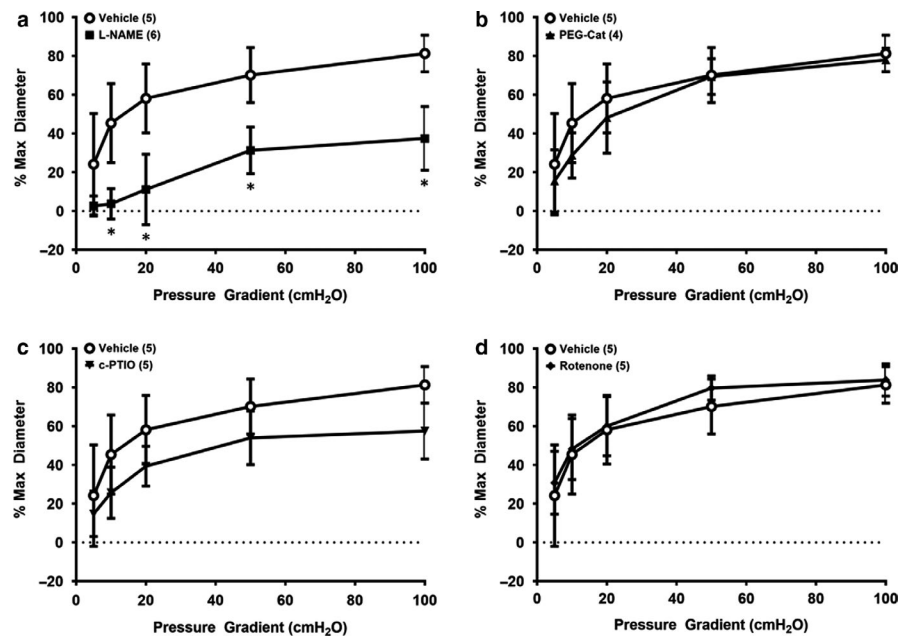 a
Vehicle (5)
L-NAME (6)
100
80
60
40
20
0
–20
% Max Diameter
*
*
*
*
0 20 40 60 80 100
Pressure Gradient (cmH₂O)
b
Vehicle (5)
PEG-Cat (4)
100
80
60
40
20
0
–20
% Max Diameter
0 20 40 60 80 100
Pressure Gradient (cmH₂O)
c
Vehicle (5)
c-PTIO (5)
100
80
60
40
20
0
–20
% Max Diameter
0 20 40 60 80 100
Pressure Gradient (cmH₂O)
d
Vehicle (5)
Rotenone (5)
100
80
60
40
20
0
–20
% Max Diameter
0 20 40 60 80 100
Pressure Gradient (cmH₂O)